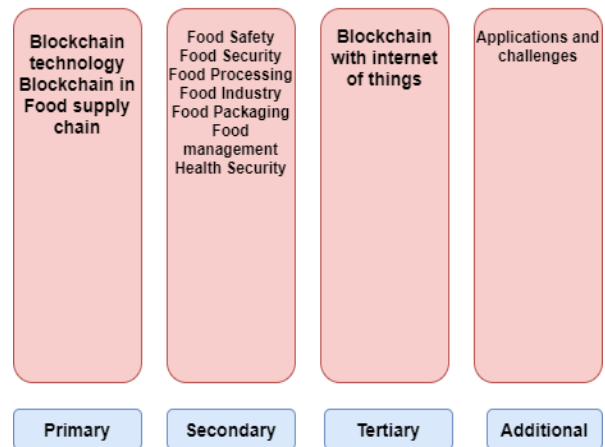 Blockchain
technology
Blockchain in
Food supply
chain
Food Safety
Food Security
Food Processing
Food Industry
Food Packaging
Food
management
Health Security
Blockchain
with internet
of things
Applications and
challenges
Primary
Secondary
Tertiary
Additional